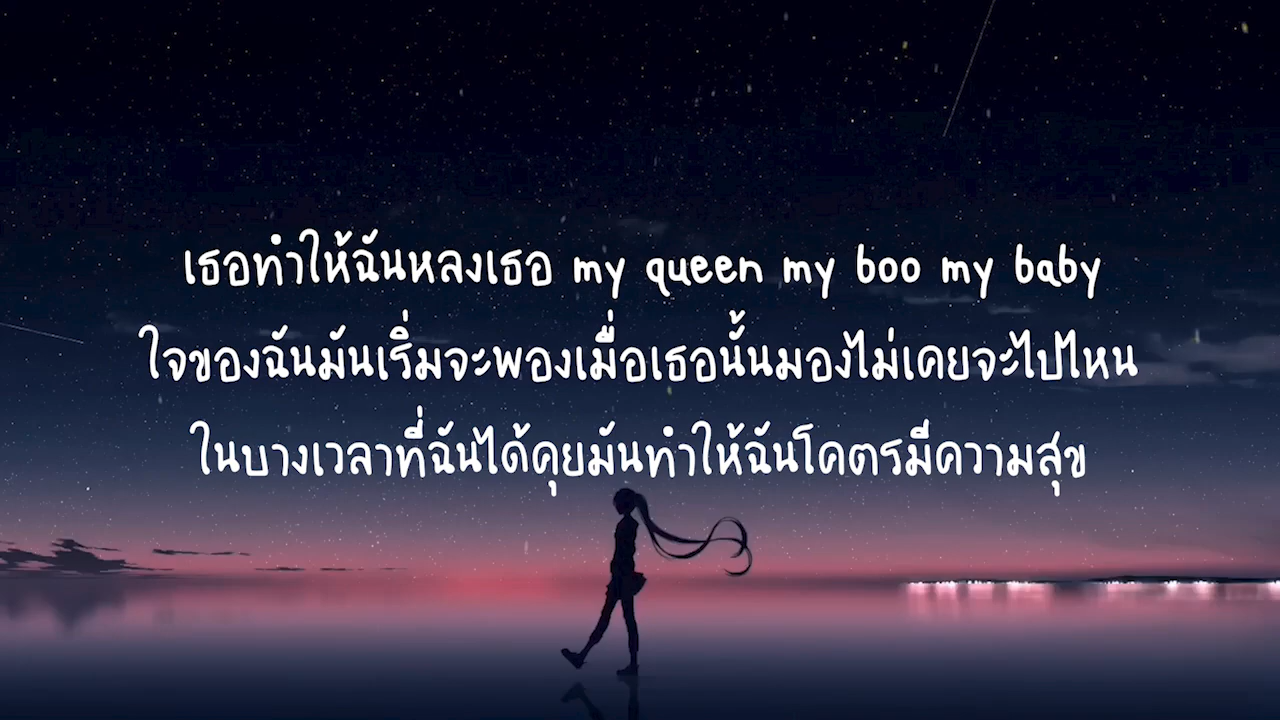 เธอทำให้ฉันหลงเธอ my queen my boo my baby
ใจของฉันมันเริ่มจะพองเมื่อเธอนั้นมองไม่เคยจะไปไหน
ในบางเวลาที่ฉันได้คุยมันทำให้ฉันโคตรมีความสุข